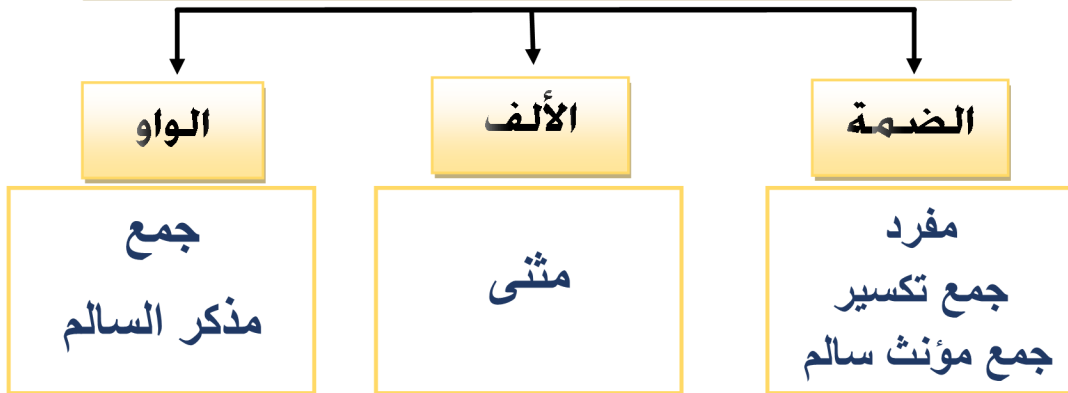 الضمة
مفرد
جمع تكسير
جمع مؤنث سالم
الألف
مثنى
الواو
جمع
مذكر السالم